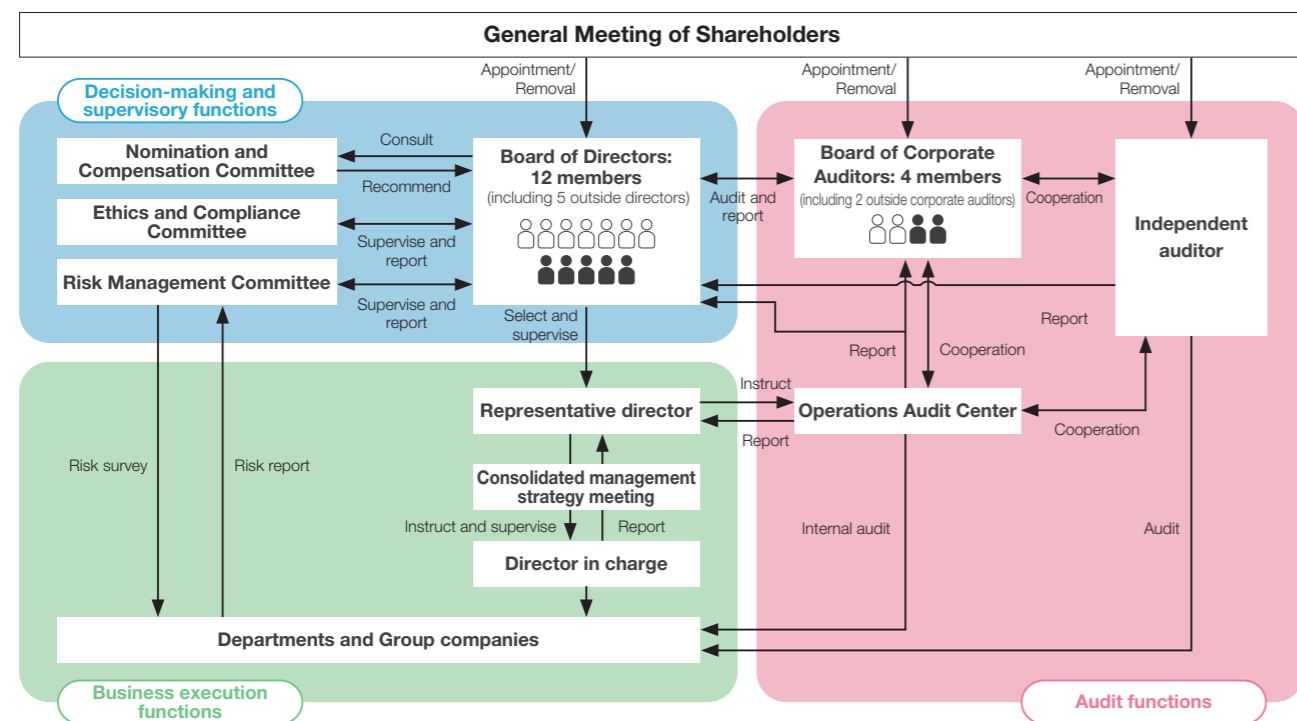 General Meeting of Shareholders
Appointment/
Removal
Appointment/
Removal
Appointment/
Removal
Decision-making and
supervisory functions
Nomination and
Compensation Committee
Consult
Recommend
Ethics and Compliance
Committee
Supervise and
report
Risk Management Committee
Supervise and
report
Board of Directors:
12 members
(including 5 outside directors)
Audit and
report
Board of Corporate
Auditors: 4 members
(including 2 outside corporate auditors)
Cooperation
Independent
auditor
Select and
supervise
Report
Cooperation
Report
Representative director
Instruct
Report
Operations Audit Center
Cooperation
Risk survey
Risk report
Consolidated management
strategy meeting
Instruct and supervise
Report
Internal audit
Audit
Director in charge
Departments and Group companies
Business execution
functions
Audit functions